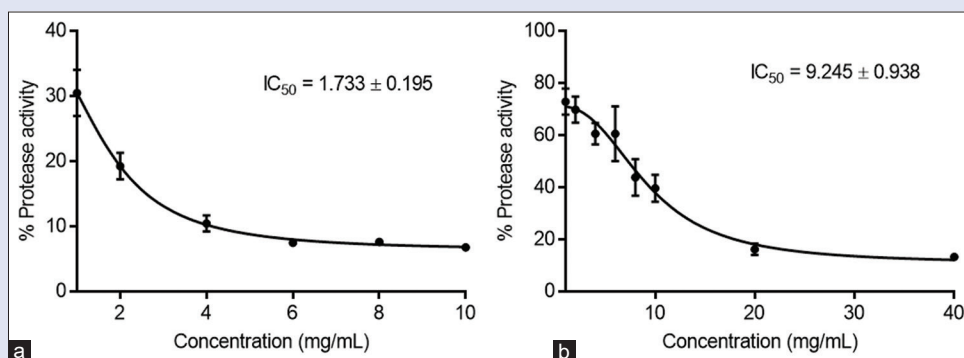 40
30
20
10
0
% Protease activity
IC50 = 1.733 ± 0.195
2
4
6
8
10
Concentration (mg/mL)
a
100
80
60
40
20
0
% Protease activity
IC50 = 9.245 ± 0.938
10
20
30
40
Concentration (mg/mL)
b